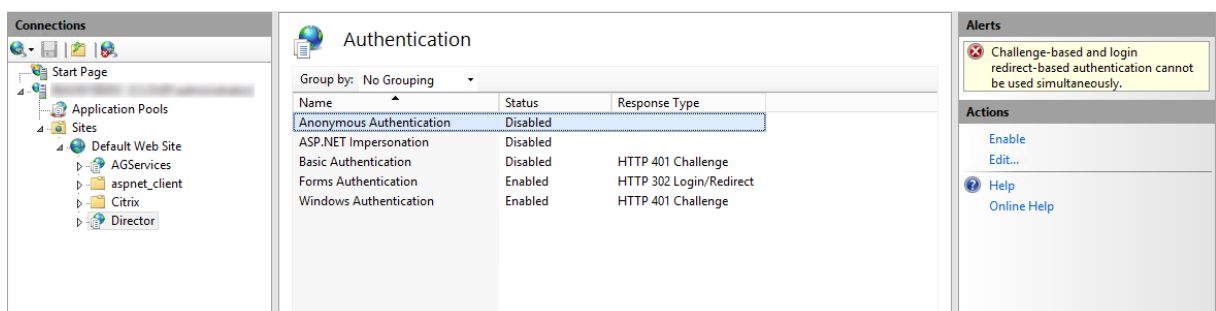 Connections
Start Page
Application Pools
Sites
Default Web Site
AGServices
aspnet_client
Citrix
Director
Authentication
Group by: No Grouping
Name Status Response Type
Anonymous Authentication Disabled
ASP.NET Impersonation Disabled
Basic Authentication Disabled HTTP 401 Challenge
Forms Authentication Enabled HTTP 302 Login/Redirect
Windows Authentication Enabled HTTP 401 Challenge
Alerts
Challenge-based and login
redirect-based authentication cannot
be used simultaneously.
Actions
Enable
Edit...
Help
Online Help